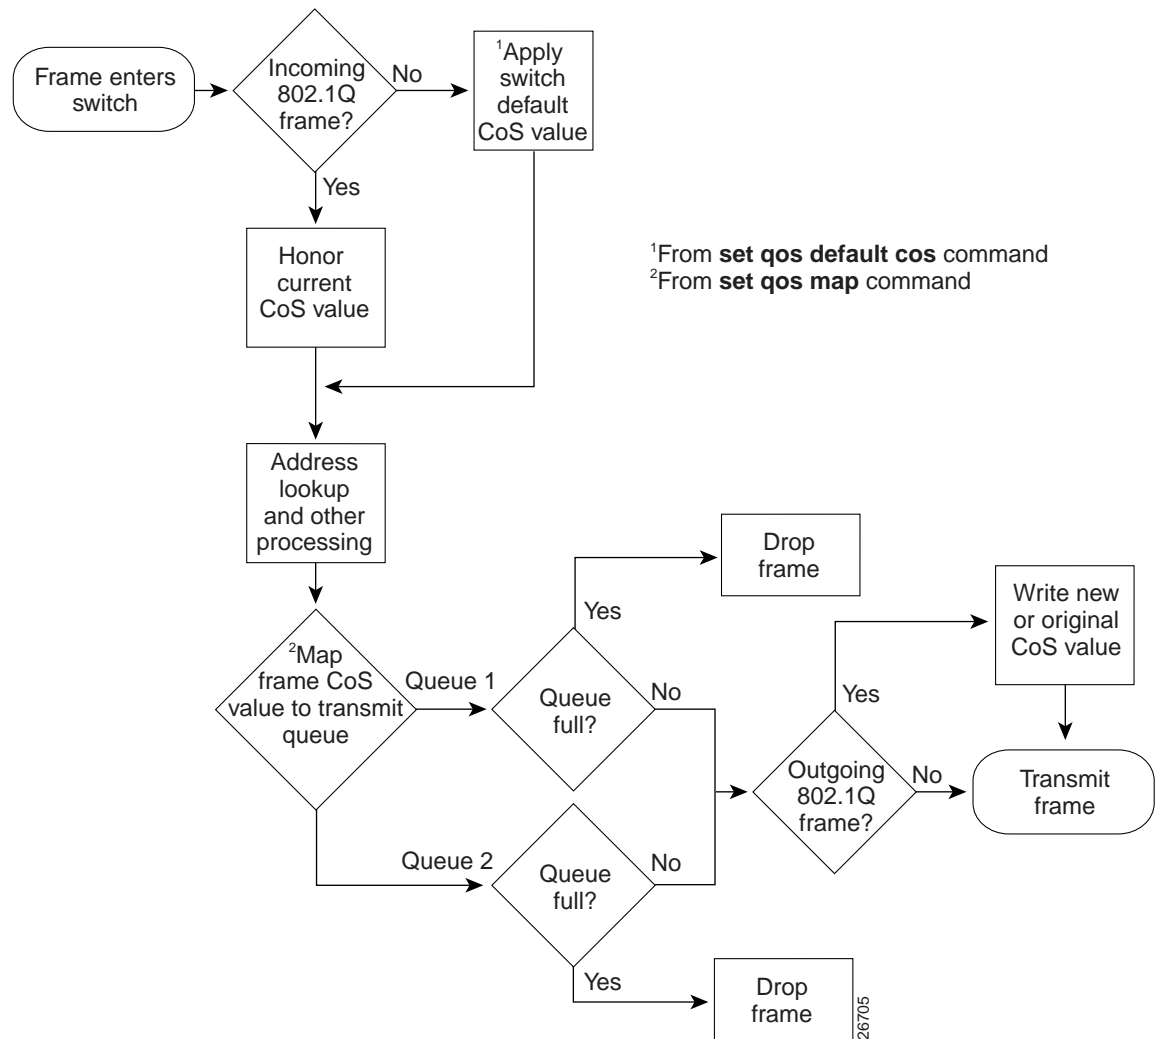 Frame enters
switch
Incoming
802.1Q
frame?
No
¹Apply
switch
default
CoS value
Yes
Honor
current
CoS value
¹From set qos default cos command
²From set qos map command
Address
lookup
and other
processing
²Map
frame CoS
value to transmit
queue
Queue 1
Queue
full?
Yes
Drop
frame
No
Queue 2
Queue
full?
No
Yes
Drop
frame
Outgoing
802.1Q
frame?
Yes
Write new
or original
CoS value
No
Transmit
frame
26705